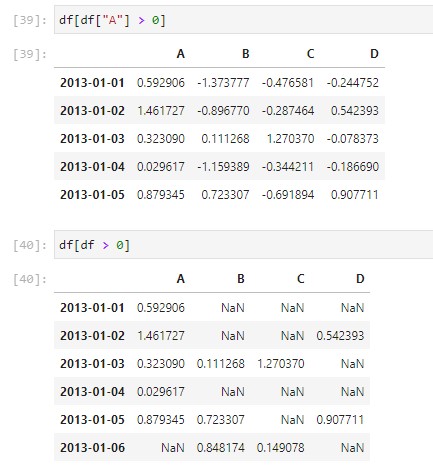 [39]: df[df["A"] > 0]
[39]: A B C D
2013-01-01 0.592906 -1.373777 -0.476581 -0.244752
2013-01-02 1.461727 -0.896770 -0.287464 0.542393
2013-01-03 0.323090 0.111268 1.270370 -0.078373
2013-01-04 0.029617 -1.159389 -0.344211 -0.186690
2013-01-05 0.879345 0.723307 -0.691894 0.907711
[40]: df[df > 0]
[40]: A B C D
2013-01-01 0.592906 NaN NaN NaN
2013-01-02 1.461727 NaN NaN 0.542393
2013-01-03 0.323090 0.111268 1.270370 NaN
2013-01-04 0.029617 NaN NaN NaN
2013-01-05 0.879345 0.723307 NaN 0.907711
2013-01-06 NaN 0.848174 0.149078 NaN